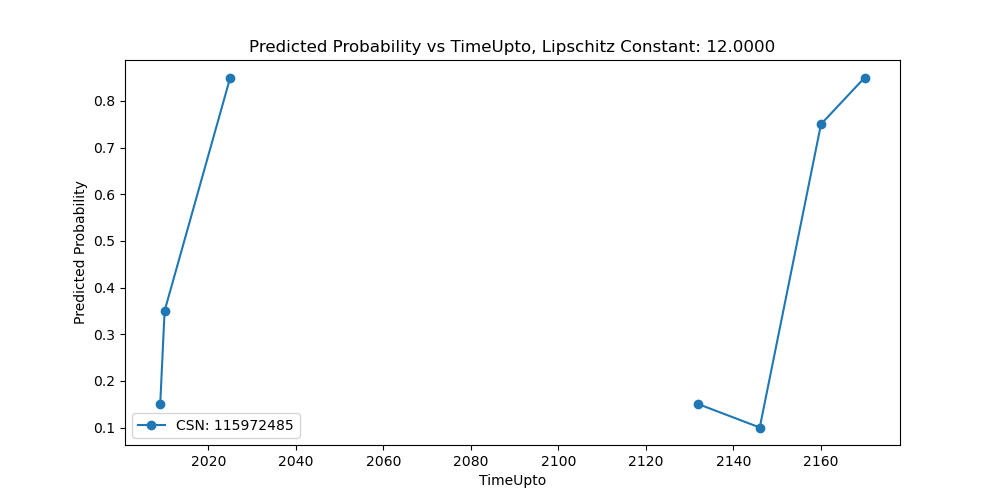 Predicted Probability vs TimeUpto, Lipschitz Constant: 12.0000
Predicted Probability
0.8
0.7
0.6
0.5
0.4
0.3
0.2
0.1
CSN: 115972485
2020 2040 2060 2080 2100 2120 2140 2160
TimeUpto